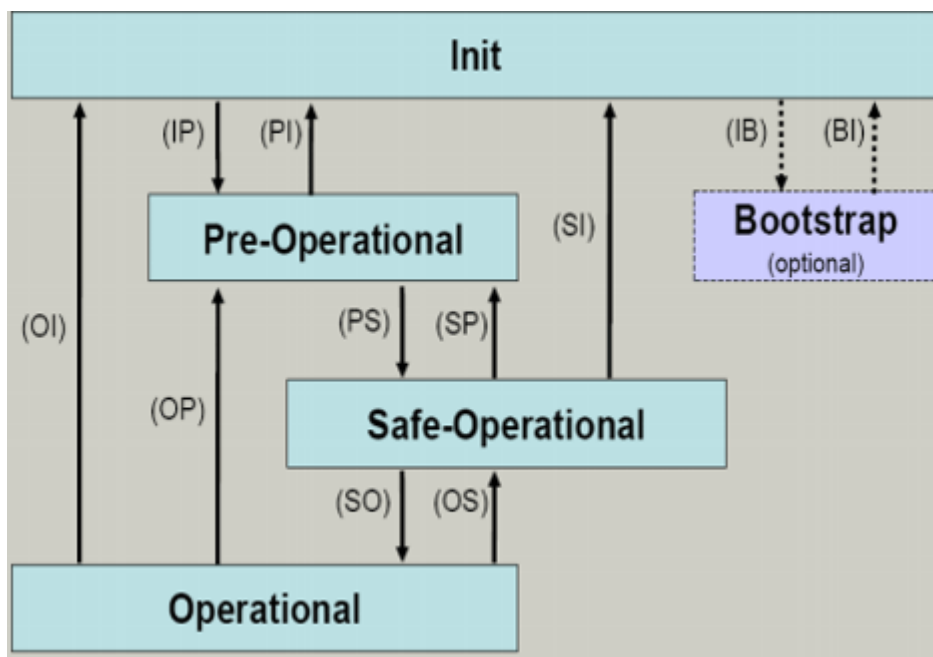 Init
(IP)
(PI)
(IB)
(BI)
Pre-Operational
(SI)
Bootstrap
(optional)
(OI)
(PS)
(SP)
(OP)
Safe-Operational
(SO)
(OS)
Operational